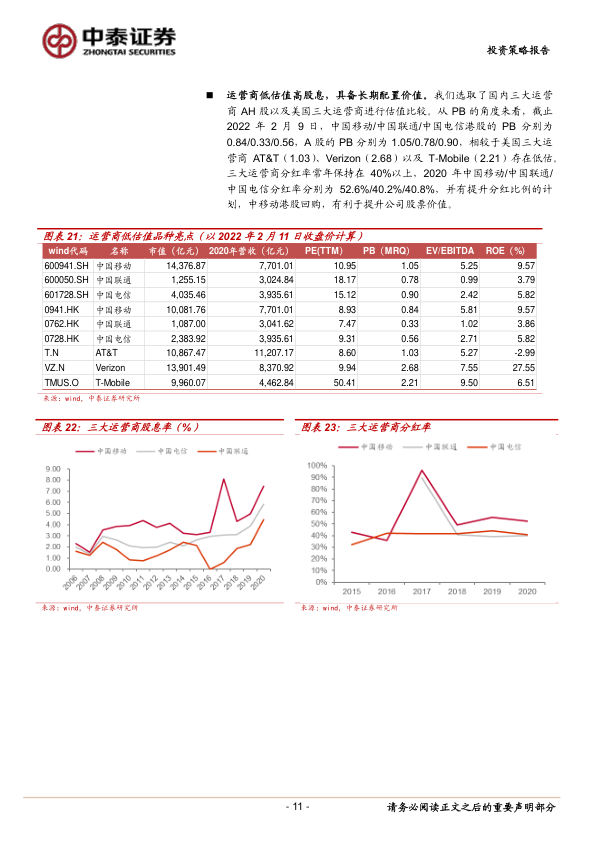 中泰证券
ZHONGTAI SECURITIES
投资策略报告
■ 运营商低估值高股息，具备长期配置价值。我们选取了国内三大运营
商 AH 股以及美国三大运营商进行估值比较。从 PB 的角度来看，截止
2022 年 2 月 9 日，中国移动/中国联通/中国电信港股的 PB 分别为
0.84/0.33/0.56，A 股的 PB 分别为 1.05/0.78/0.90，相较于美国三大运
营商 AT&T（1.03）、Verizon（2.68）以及 T-Mobile（2.21）存在低估。
三大运营商分红率常年保持在 40%以上，2020 年中国移动/中国联通/
中国电信分红率分别为 52.6%/40.2%/40.8%，并有提升分红比例的计
划，中移动港股回购，有利于提升公司股票价值。
图表 21：运营商低估值品种亮点（以 2022 年 2 月 11 日收盘价计算）
wind代码 名称 市值（亿元） 2020年营收（亿元） PE(TTM) PB（MRQ） EV/EBITDA ROE（%）
600941.SH 中国移动 14,376.87 7,701.01 10.95 1.05 5.25 9.57
600050.SH 中国联通 1,255.15 3,024.84 18.17 0.78 0.99 3.79
601728.SH 中国电信 4,035.46 3,935.61 15.12 0.90 2.42 5.82
0941.HK 中国移动 10,081.76 7,701.01 8.93 0.84 5.81 9.57
0762.HK 中国联通 1,087.00 3,041.62 7.47 0.33 1.02 3.86
0728.HK 中国电信 2,383.92 3,935.61 9.31 0.56 2.71 5.82
T.N AT&T 10,867.47 11,207.17 8.60 1.03 5.27 -2.99
VZ.N Verizon 13,901.49 8,370.92 9.94 2.68 7.55 27.55
TMUS.O T-Mobile 9,960.07 4,462.84 50.41 2.21 9.50 6.51
来源：wind，中泰证券研究所
图表 22：三大运营商股息率（%）
中国移动 中国电信 中国联通
9.00
8.00
7.00
6.00
5.00
4.00
3.00
2.00
1.00
0.00
2006 2007 2008 2009 2010 2011 2012 2013 2014 2015 2016 2017 2018 2019 2020
来源：wind，中泰证券研究所
图表 23：三大运营商分红率
中国移动 中国联通 中国电信
100%
90%
80%
70%
60%
50%
40%
30%
20%
10%
0%
2015 2016 2017 2018 2019 2020
来源：wind，中泰证券研究所
- 11 -
请务必阅读正文之后的重要声明部分